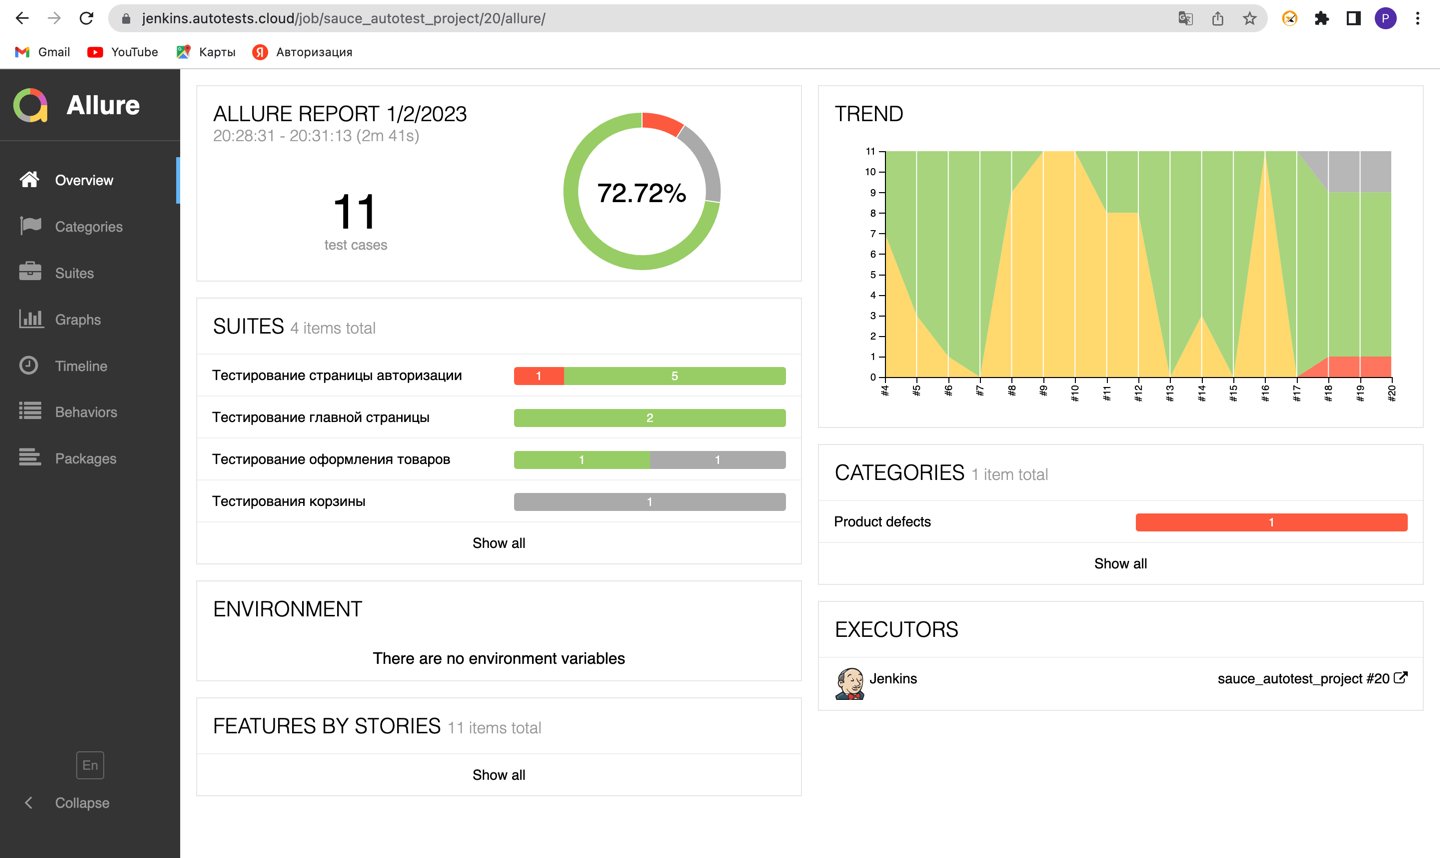 jenkins.autotests.cloud/job/sauce_autotest_project/20/allure/
P
Gmail
YouTube
Карты
Я
Авторизация
Allure
Overview
Categories
Suites
Graphs
Timeline
Behaviors
Packages
En
Collapse
ALLURE REPORT 1/2/2023
20:28:31 - 20:31:13 (2m 41s)
11
test cases
72.72%
SUITES 4 items total
Тестирование страницы авторизации 1 5
Тестирование главной страницы 2
Тестирование оформления товаров 1 1
Тестирования корзины 1
Show all
ENVIRONMENT
There are no environment variables
FEATURES BY STORIES 11 items total
Show all
TREND
11
10
9
8
7
6
5
4
3
2
1
0
#4 #5 #6 #7 #8 #9 #10 #11 #12 #13 #14 #15 #16 #17 #18 #19 #20
CATEGORIES 1 item total
Product defects 1
Show all
EXECUTORS
Jenkins sauce_autotest_project #20